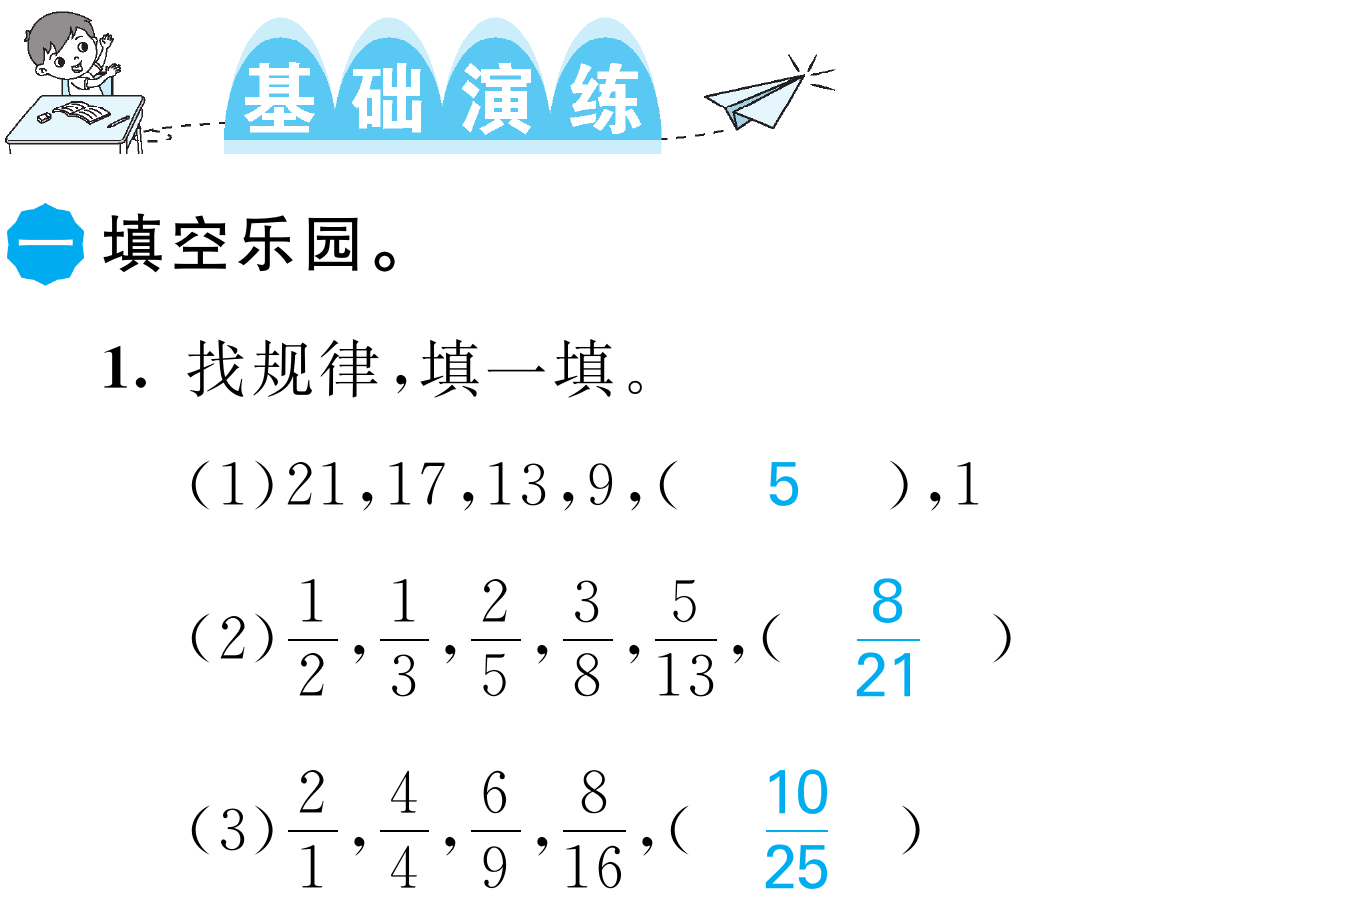 基础演练
一 填空乐园。
1. 找规律,填一填。
(1)21,17,13,9,( 5 ),1
(2)1/2,1/3,2/5,3/8,5/13,( 8/21 )
(3)2/1,4/4,6/9,8/16,( 10/25 )